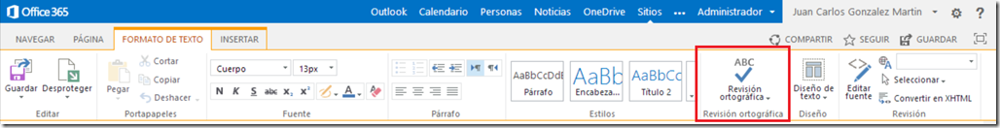 Office 365 Outlook Calendario Personas Noticias OneDrive Sitios ... Administrador Juan Carlos Gonzalez Martin ?
NAVEGAR PÁGINA FORMATO DE TEXTO INSERTAR COMPARTIR SEGUIR GUARDAR
Guardar Desproteger
Editar
Pegar
Cortar
Copiar
Deshacer
Portapapeles
Cuerpo 13px
N K S abc x₂ x² A
Fuente
Párrafo
AaBbCcDdE
Párrafo
AaBb
Encabeza...
AaBbCc
Título 2
Estilos
ABC
Revisión
ortográfica
Revisión ortográfica
Diseño de
texto
Diseño
Editar
fuente
Seleccionar
Convertir en XHTML
Revisión